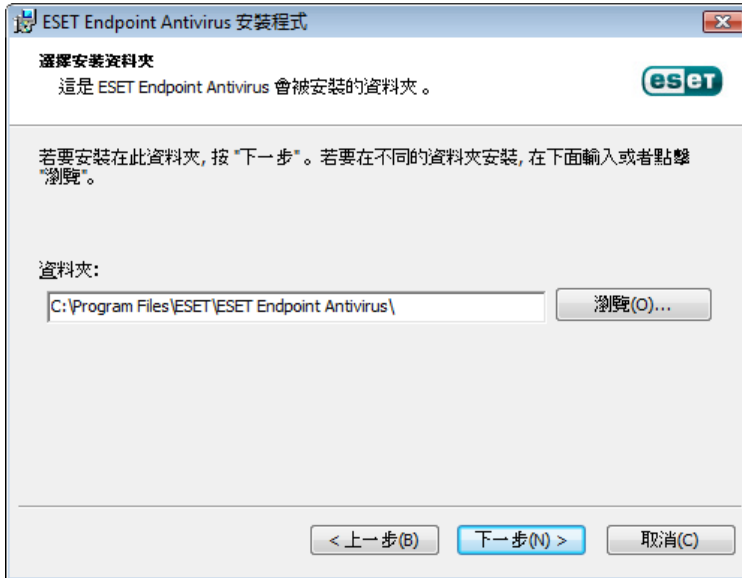 ESET Endpoint Antivirus 安裝程式
選擇安裝資料夾
這是 ESET Endpoint Antivirus 會被安裝的資料夾。
eset
若要安裝在此資料夾, 按 "下一步"。若要在不同的資料夾安裝, 在下面輸入或者點擊
"瀏覽"。
資料夾:
C:\Program Files\ESET\ESET Endpoint Antivirus\
瀏覽(O)...
< 上一步(B)
下一步(N) >
取消(C)